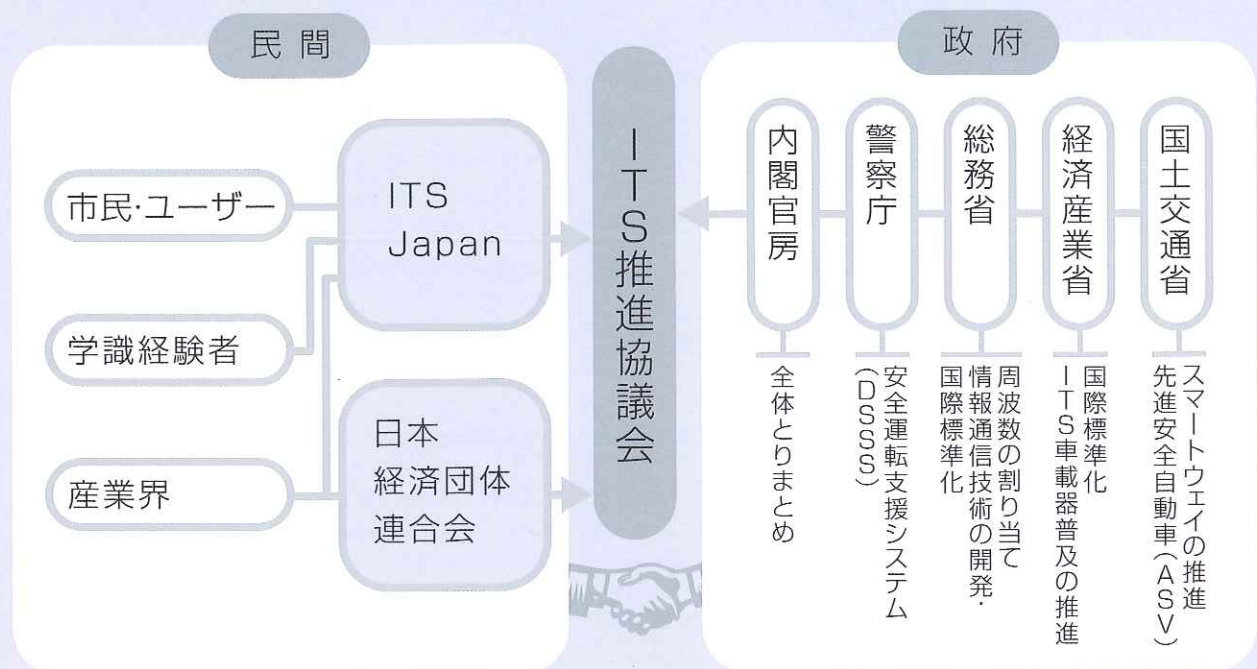 民間
市民・ユーザー
学識経験者
産業界
ITS
Japan
日本
経済団体
連合会
ITS推進協議会
政府
内閣官房
警察庁
総務省
経済産業省
国土交通省
全体とりまとめ
安全運転支援システム
(DSSS)
周波数の割り当て
情報通信技術の開発・
国際標準化
国際標準化
ITS車載器普及の推進
スマートウェイの推進
先進安全自動車(ASV)